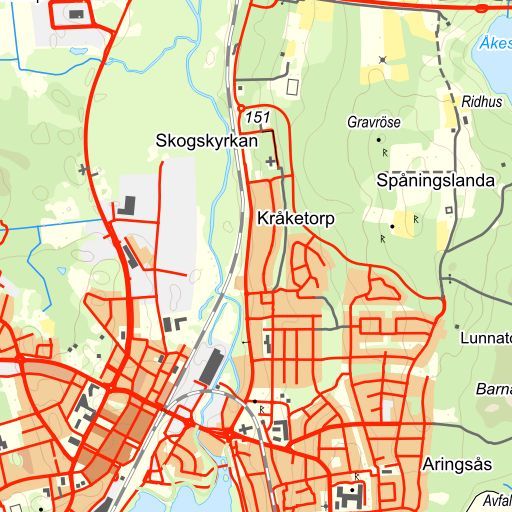 Åkes
Ridhus
151
Gravröse
Skogskyrkan
R
Spåningslanda
R
Kråketorp
R
Lunnato
Barna
R
Aringsås
R
Avfal